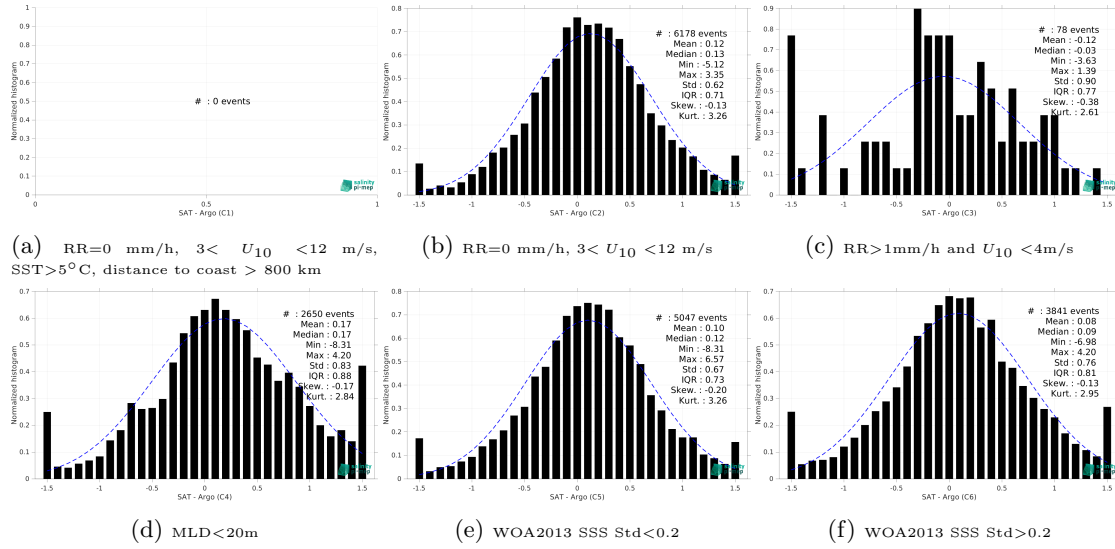 1
0.9
0.8
0.7
0.6
0.5
0.4
0.3
0.2
0.1
0
Normalized histogram
# : 0 events
0 0.5 1
SAT - Argo (C1)
salinity
pi-mep
(a) RR=0 mm/h, 3< U10 <12 m/s,
SST>5°C, distance to coast > 800 km
0.8
0.7
0.6
0.5
0.4
0.3
0.2
0.1
0
Normalized histogram
# : 6178 events
Mean : 0.12
Median : 0.13
Min : -5.12
Max : 3.35
Std : 0.62
IQR : 0.71
Skew. : -0.13
Kurt. : 3.26
-1.5 -1 -0.5 0 0.5 1 1.5
SAT - Argo (C2)
salinity
pi-mep
(b) RR=0 mm/h, 3< U10 <12 m/s
0.9
0.8
0.7
0.6
0.5
0.4
0.3
0.2
0.1
0
Normalized histogram
# : 78 events
Mean : -0.12
Median : -0.03
Min : -3.63
Max : 1.39
Std : 0.90
IQR : 0.77
Skew. : -0.38
Kurt. : 2.61
-1.5 -1 -0.5 0 0.5 1 1.5
SAT - Argo (C3)
salinity
pi-mep
(c) RR>1mm/h and U10 <4m/s
0.7
0.6
0.5
0.4
0.3
0.2
0.1
0
Normalized histogram
# : 2650 events
Mean : 0.17
Median : 0.17
Min : -8.31
Max : 4.20
Std : 0.83
IQR : 0.88
Skew. : -0.17
Kurt. : 2.84
-1.5 -1 -0.5 0 0.5 1 1.5
SAT - Argo (C4)
salinity
pi-mep
(d) MLD<20m
0.8
0.7
0.6
0.5
0.4
0.3
0.2
0.1
0
Normalized histogram
# : 5047 events
Mean : 0.10
Median : 0.12
Min : -8.31
Max : 6.57
Std : 0.67
IQR : 0.73
Skew. : -0.20
Kurt. : 3.26
-1.5 -1 -0.5 0 0.5 1 1.5
SAT - Argo (C5)
salinity
pi-mep
(e) WOA2013 SSS Std<0.2
0.7
0.6
0.5
0.4
0.3
0.2
0.1
0
Normalized histogram
# : 3841 events
Mean : 0.08
Median : 0.09
Min : -6.98
Max : 4.20
Std : 0.76
IQR : 0.81
Skew. : -0.13
Kurt. : 2.95
-1.5 -1 -0.5 0 0.5 1 1.5
SAT - Argo (C6)
salinity
pi-mep
(f) WOA2013 SSS Std>0.2